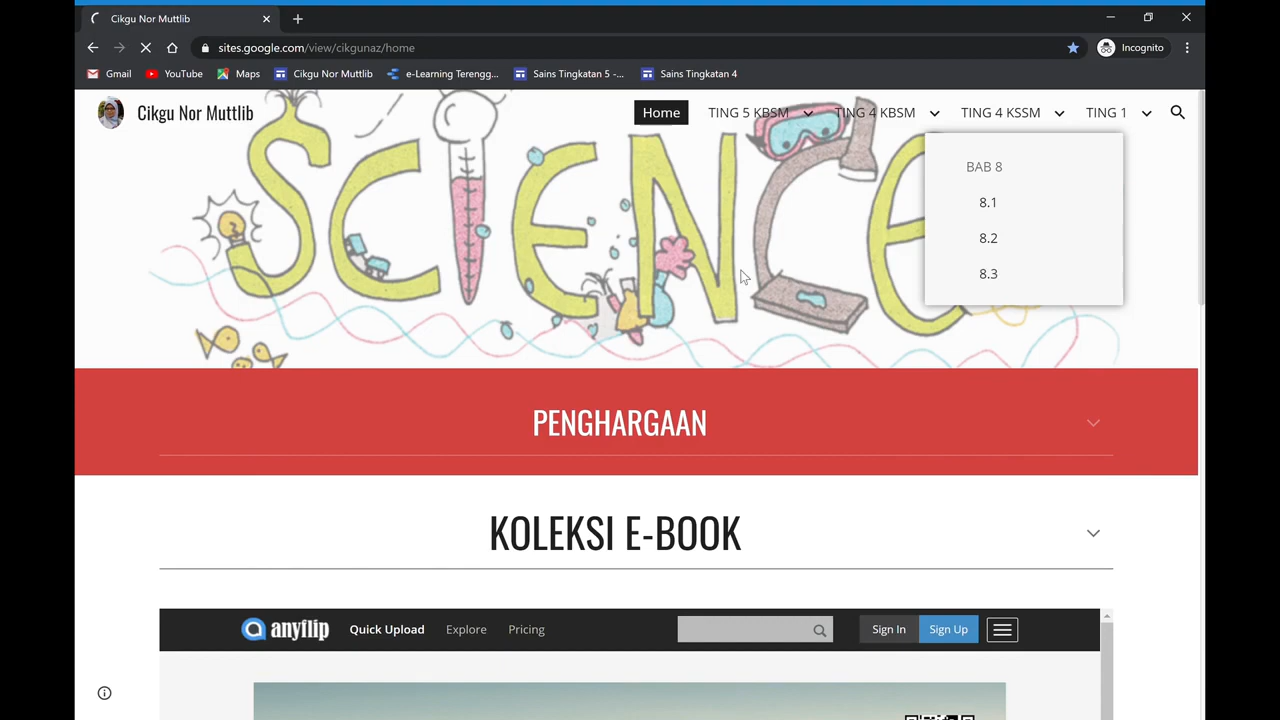 Cikgu Nor Muttlib
sites.google.com/view/cikgunaz/home
Incognito
Gmail
YouTube
Maps
Cikgu Nor Muttlib
e-Learning Terengg...
Sains Tingkatan 5 -...
Sains Tingkatan 4
Cikgu Nor Muttlib
Home
TING 5 KBSM
TING 4 KBSM
TING 4 KSSM
TING 1
SCIENCE
BAB 8
8.1
8.2
8.3
PENGHARGAAN
KOLEKSI E-BOOK
anyflip
Quick Upload
Explore
Pricing
Sign In
Sign Up